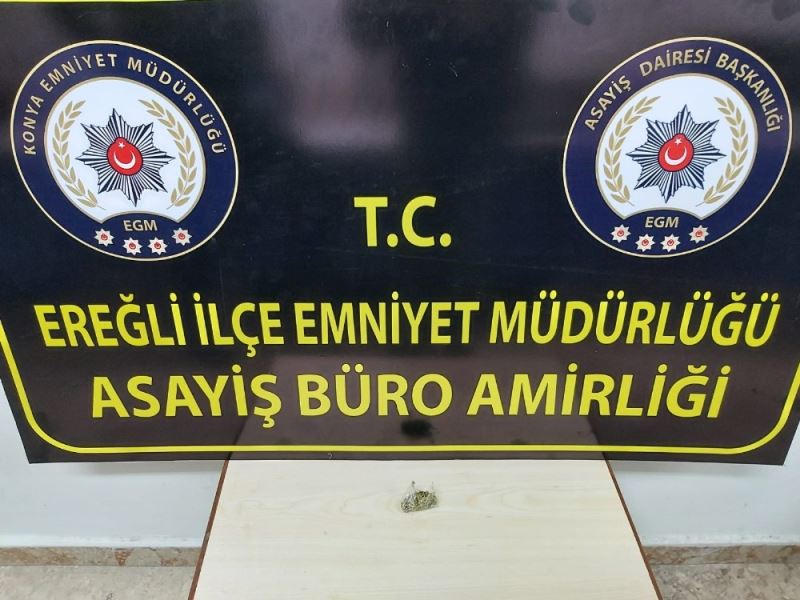 KONYA EMNİYET MÜDÜRLÜĞÜ
EGM
ASAYİŞ DAİRESİ BAŞKANLIĞI
EGM
T.C.
EREĞLİ İLÇE EMNİYET MÜDÜRLÜĞÜ
ASAYİŞ BÜRO AMİRLİĞİ